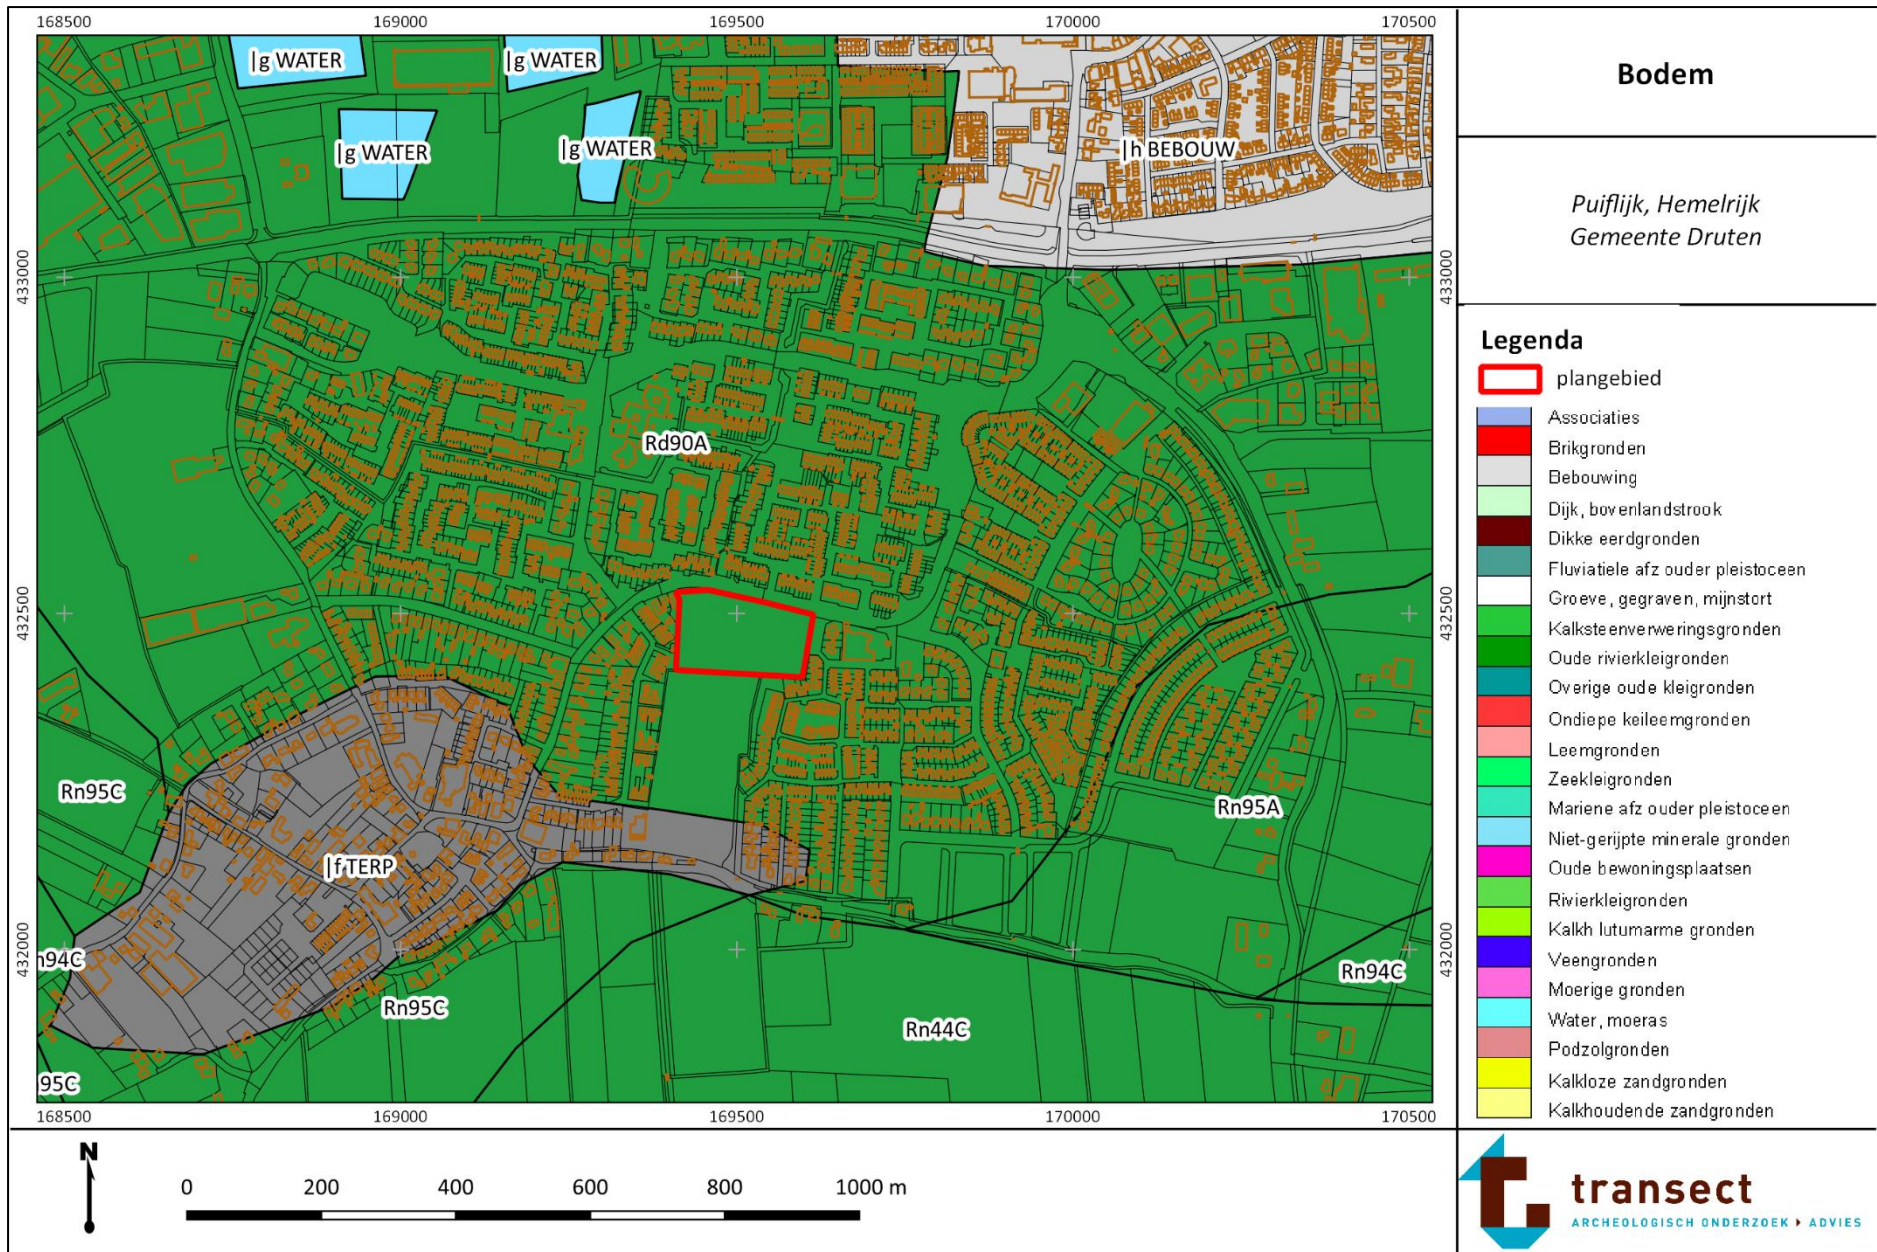 168500 169000 169500 170000 170500
|g WATER |g WATER
|g WATER |g WATER
|h BEBOUW
433000 433000
Rd90A
432500 432500
Rn95C
Rn95A
|f TERP
432000 432000
n94C
Rn94C
Rn95C
Rn44C
95C
168500 169000 169500 170000 170500
N
0 200 400 600 800 1000 m
Bodem
Puiflijk, Hemelrijk
Gemeente Druten
Legenda
plangebied
Associaties
Brikgronden
Bebouwing
Dijk, bovenlandstrook
Dikke eerdgronden
Fluviatiele afz ouder pleistoceen
Groeve, gegraven, mijnstort
Kalksteenverweringsgronden
Oude rivierkleigronden
Overige oude kleigronden
Ondiepe keileemgronden
Leemgronden
Zeekleigronden
Mariene afz ouder pleistoceen
Niet-gerijpte minerale gronden
Oude bewoningsplaatsen
Rivierkleigronden
Kalkh lutumarme gronden
Veengronden
Moerige gronden
Water, moeras
Podzolgronden
Kalkloze zandgronden
Kalkhoudende zandgronden
transect
ARCHEOLOGISCH ONDERZOEK ▸ ADVIES